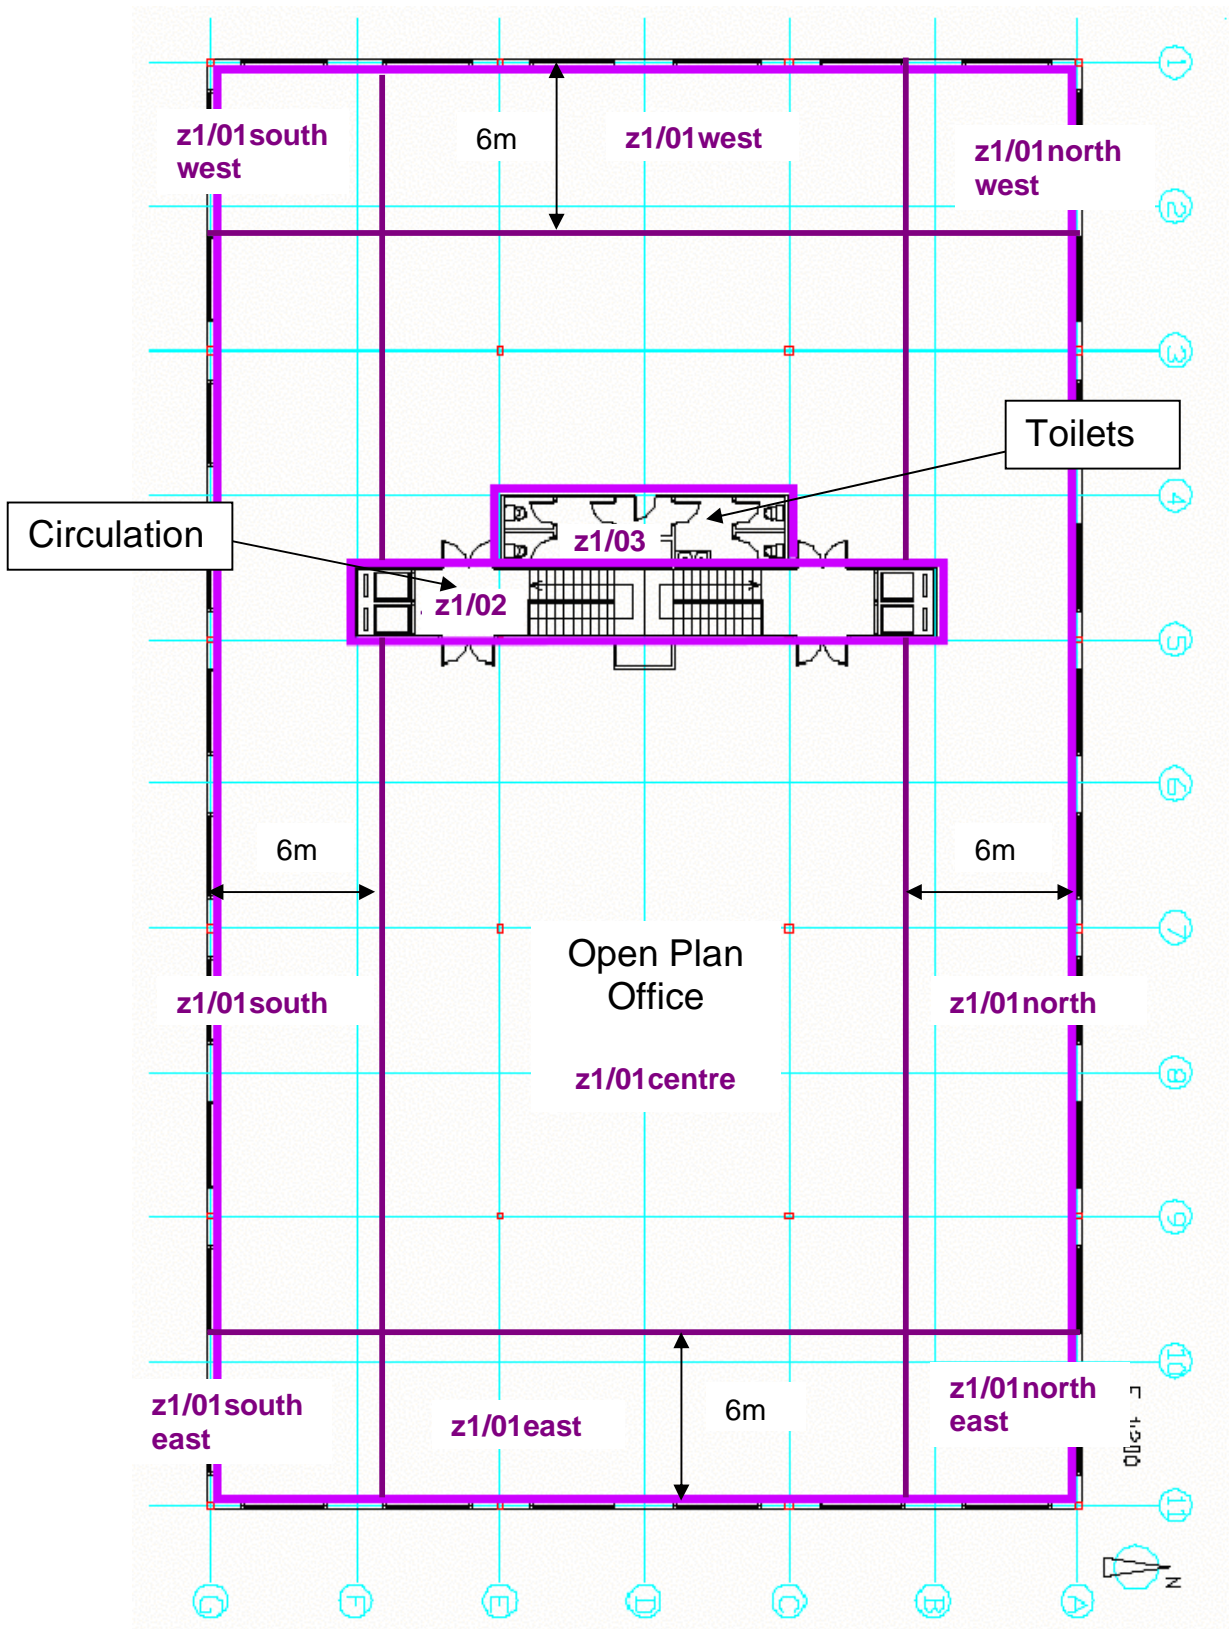 1
z1/01south
west
6m
z1/01west
z1/01north
west
2
3
Toilets
4
Circulation
z1/03
z1/02
5
6
6m
6m
7
Open Plan
Office
z1/01south
z1/01north
z1/01centre
8
9
10
z1/01south
east
z1/01east
6m
z1/01north
east
11
N
G
F
E
D
C
B
A